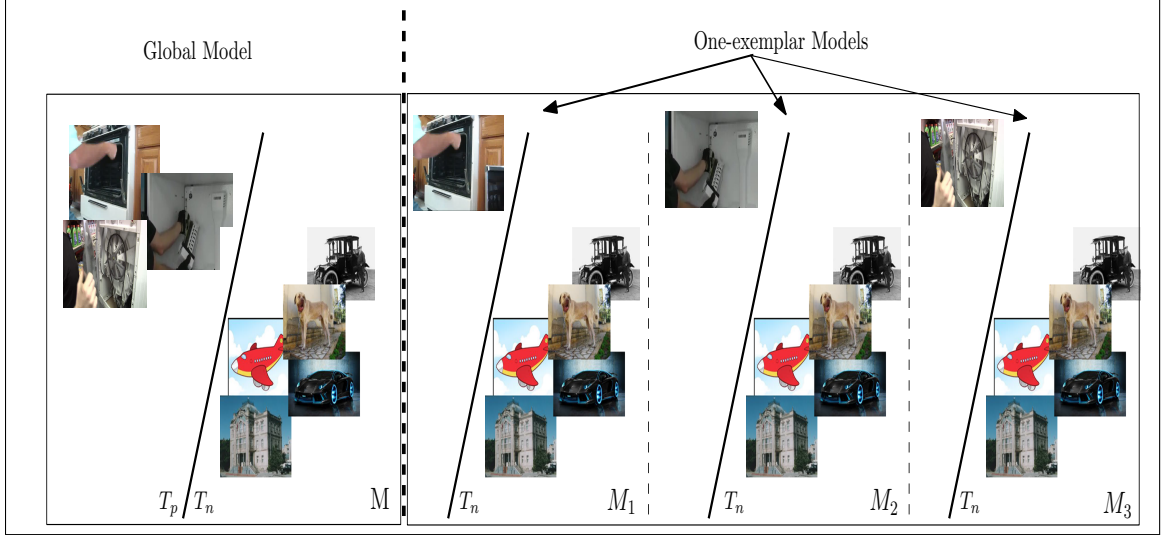 Global Model
One-exemplar Models
T_p T_n M
T_n M_1
T_n M_2
T_n M_3